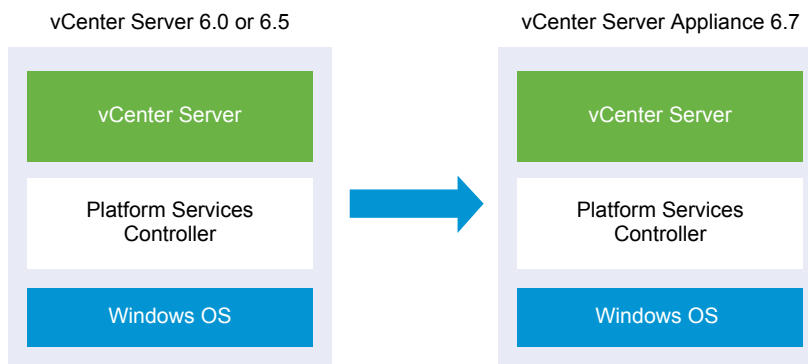 vCenter Server 6.0 or 6.5
vCenter Server
Platform Services
Controller
Windows OS
vCenter Server Appliance 6.7
vCenter Server
Platform Services
Controller
Windows OS